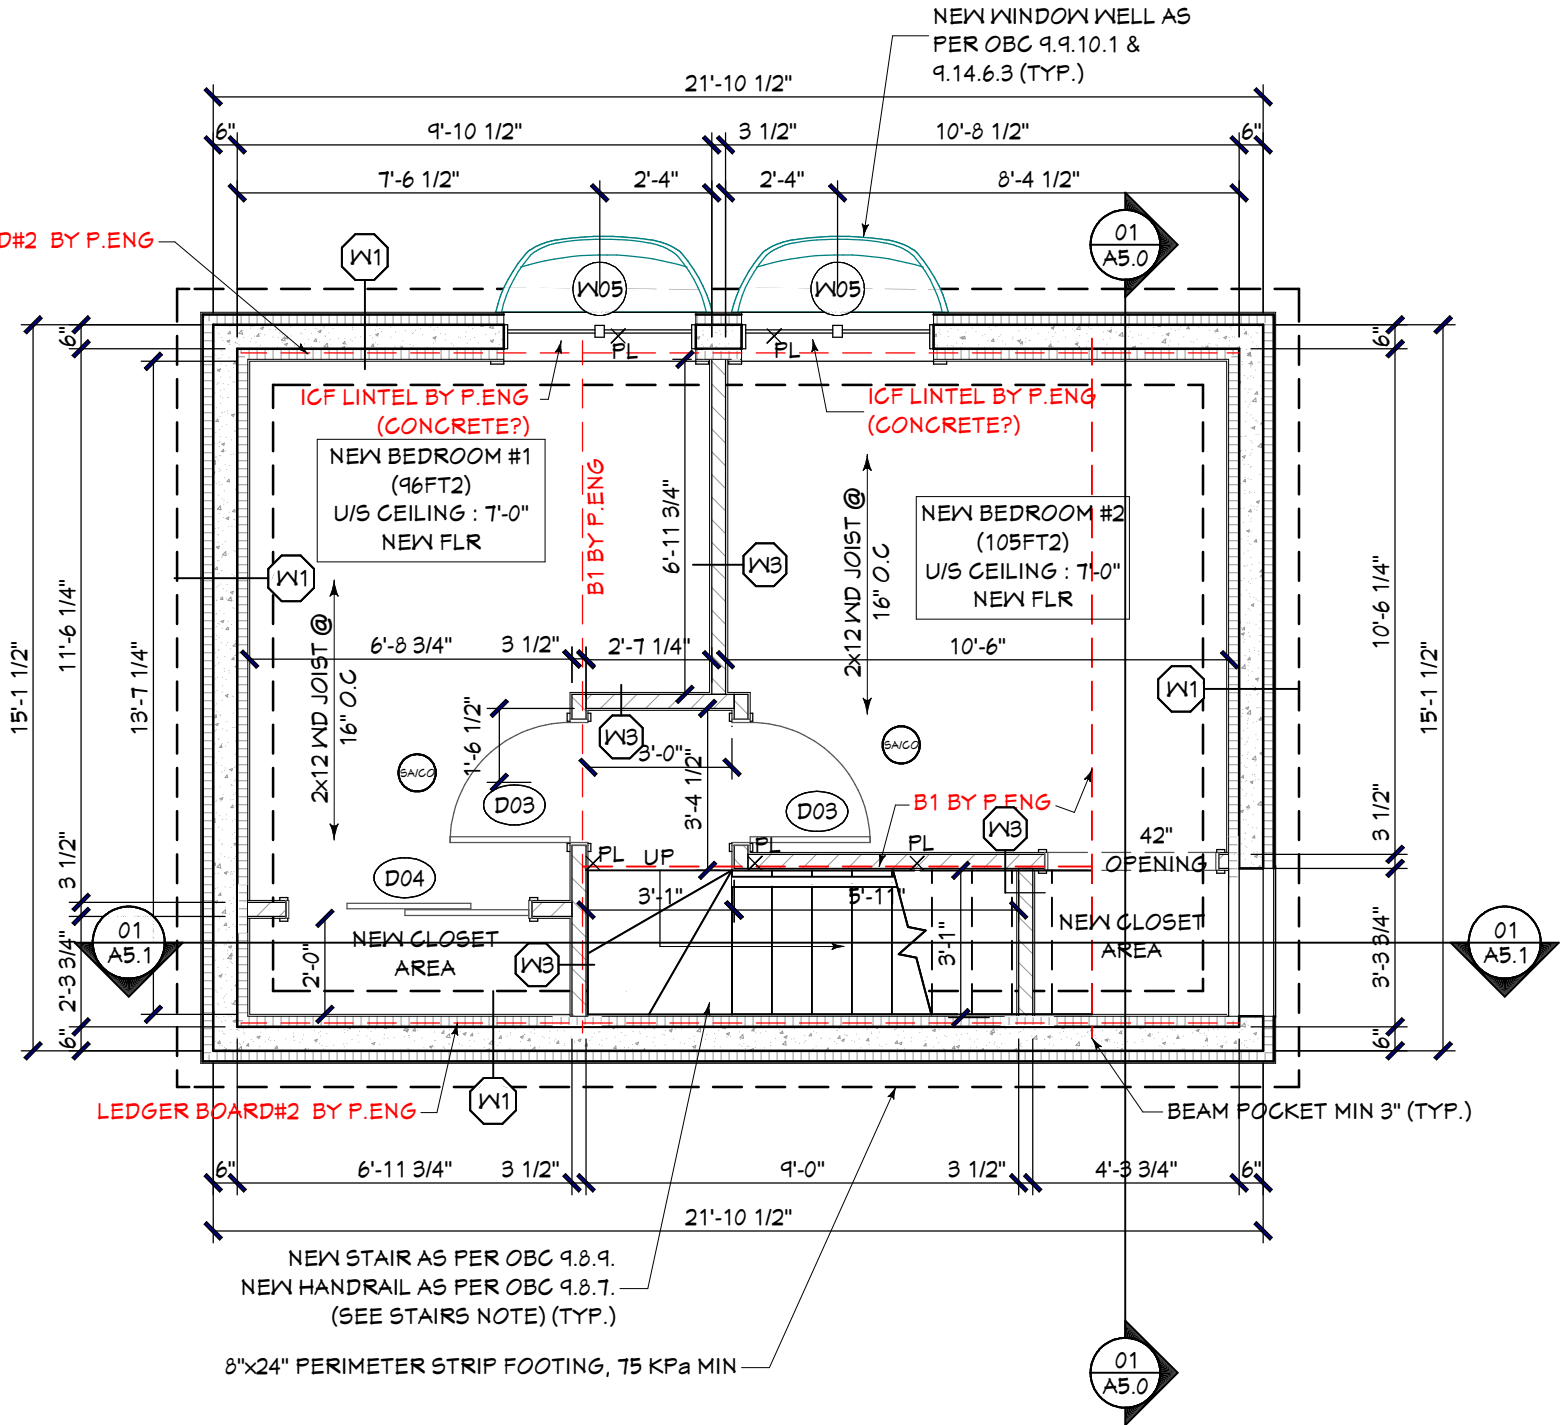 NEW WINDOW WELL AS
PER OBC 9.9.10.1 &
9.14.6.3 (TYP.)
21'-10 1/2"
6"
9'-10 1/2"
3 1/2"
10'-8 1/2"
6"
7'-6 1/2"
2'-4"
2'-4"
8'-4 1/2"
D#2 BY P.ENG
W1
01
A5.0
W05
W05
6"
6"
PL
PL
ICF LINTEL BY P.ENG
(CONCRETE?)
ICF LINTEL BY P.ENG
(CONCRETE?)
NEW BEDROOM #1
(96FT2)
U/S CEILING : 7'-0"
NEW FLR
B1 BY P.ENG
6'-11 3/4"
2x12 WD JOIST @
16" O.C
NEW BEDROOM #2
(105FT2)
U/S CEILING : 7'-0"
NEW FLR
W1
W3
15'-1 1/2"
11'-6 1/4"
13'-7 1/4"
2x12 WD JOIST @
16" O.C
10'-6 1/4"
15'-1 1/2"
6'-8 3/4"
3 1/2"
2'-7 1/4"
10'-6"
W1
1'-6 1/2"
W3
3'-0"
SA/CO
SA/CO
3'-4 1/2"
D03
D03
B1 BY P.ENG
W3
42"
OPENING
3 1/2"
3 1/2"
PL
UP
PL
PL
D04
3'-1"
5'-11"
01
A5.1
NEW CLOSET
AREA
NEW CLOSET
AREA
01
A5.1
2'-3 3/4"
2'-0"
W3
3'-1"
3'-3 3/4"
6"
6"
LEDGER BOARD#2 BY P.ENG
W1
BEAM POCKET MIN 3" (TYP.)
6"
6'-11 3/4"
3 1/2"
9'-0"
3 1/2"
4'-3 3/4"
6"
21'-10 1/2"
NEW STAIR AS PER OBC 9.8.9.
NEW HANDRAIL AS PER OBC 9.8.7.
(SEE STAIRS NOTE) (TYP.)
8"x24" PERIMETER STRIP FOOTING, 75 KPa MIN
01
A5.0